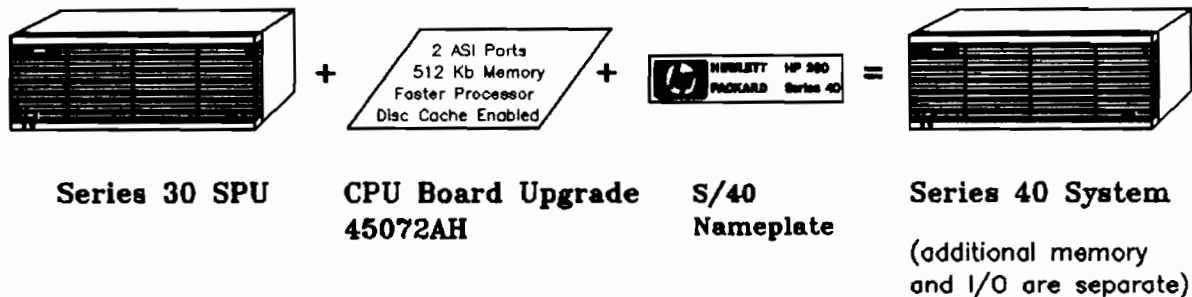 2 ASI Ports
512 Kb Memory
Faster Processor
Disc Cache Enabled
+
+
=
hp HEWLETT PACKARD
HP 260 Series 40
Series 30 SPU
CPU Board Upgrade
45072AH
S/40
Nameplate
Series 40 System
(additional memory
and I/O are separate)